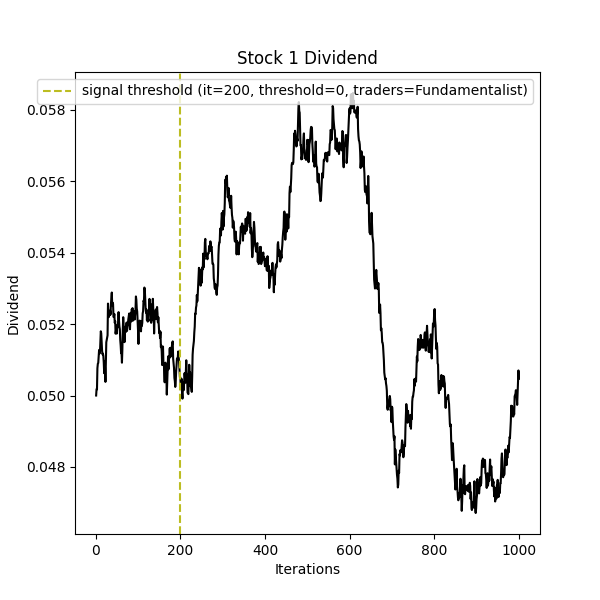 Stock 1 Dividend
signal threshold (it=200, threshold=0, traders=Fundamentalist)
0.058
0.056
0.054
0.052
0.050
0.048
Dividend
0 200 400 600 800 1000
Iterations